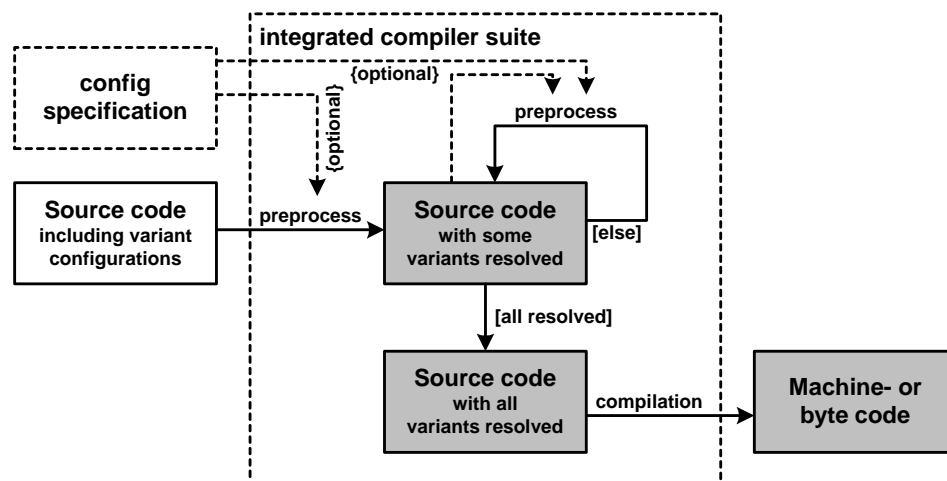 integrated compiler suite
config
specification
{optional}
{optional}
preprocess
Source code
including variant
configurations
preprocess
Source code
with some
variants resolved
[else]
[all resolved]
Source code
with all
variants resolved
compilation
Machine- or
byte code